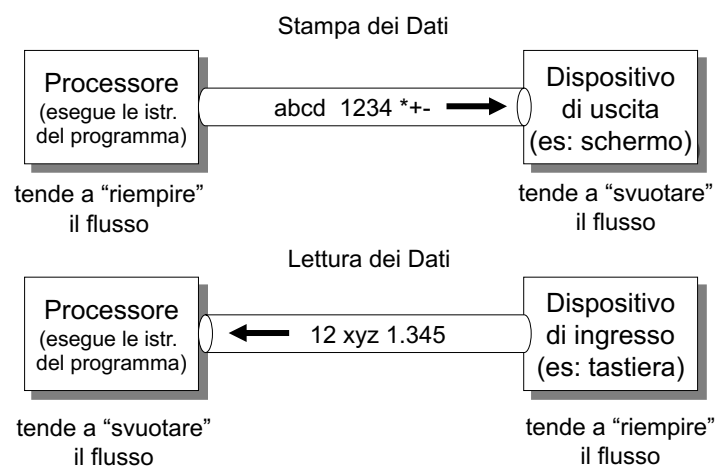 Stampa dei Dati
Processore
(esegue le istr.
del programma)
abcd 1234 *+-
Dispositivo
di uscita
(es: schermo)
tende a “riempire”
il flusso
tende a “svuotare”
il flusso
Lettura dei Dati
Processore
(esegue le istr.
del programma)
12 xyz 1.345
Dispositivo
di ingresso
(es: tastiera)
tende a “svuotare”
il flusso
tende a “riempire”
il flusso